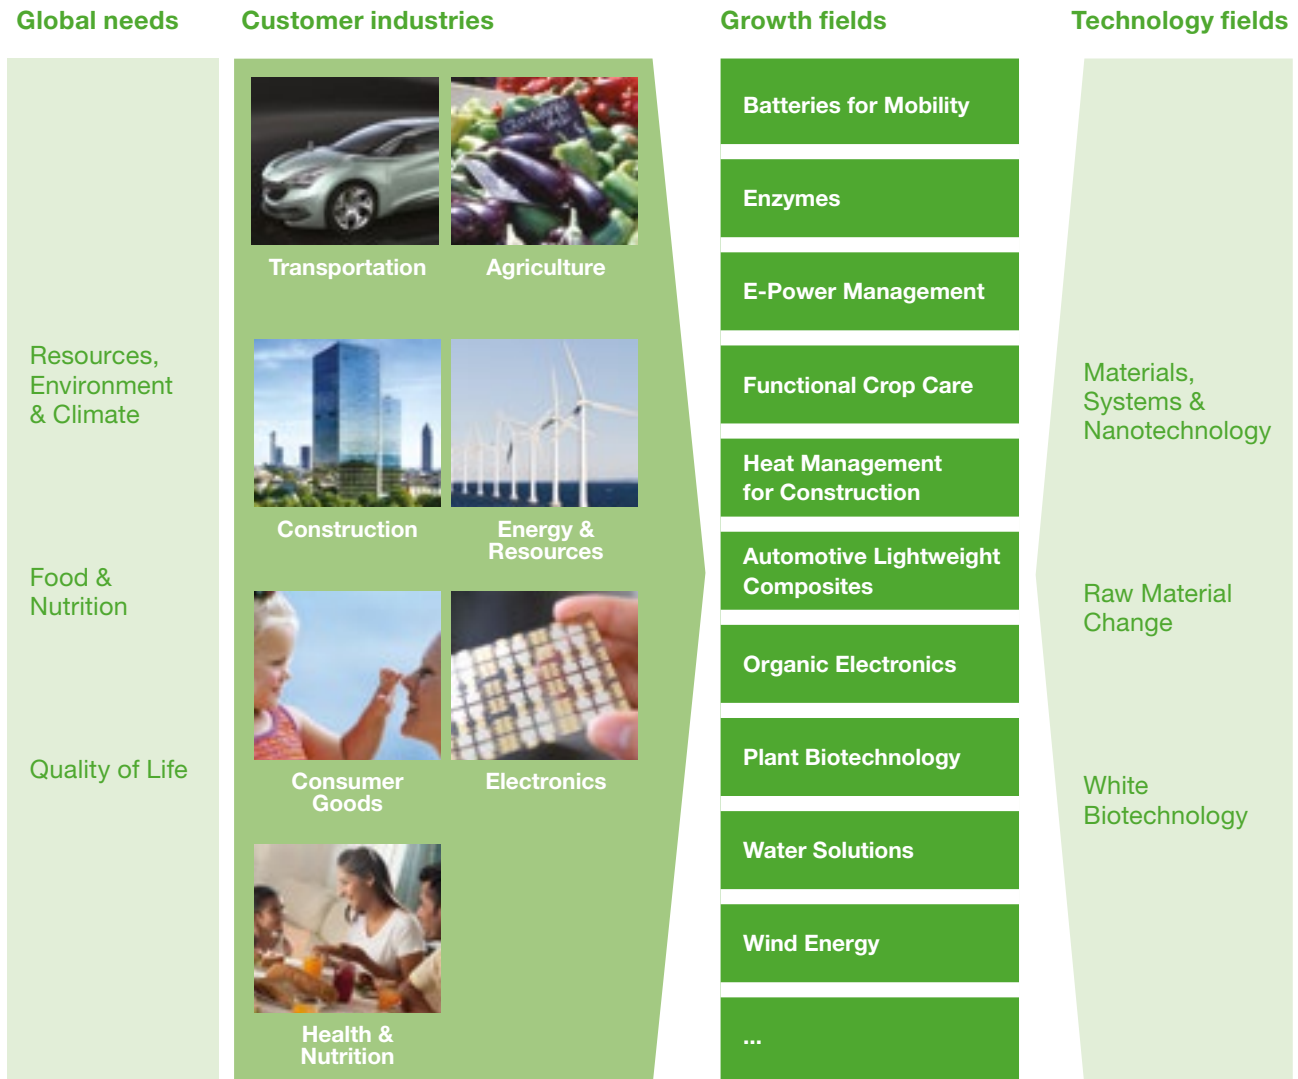 Global needs
Customer industries
Growth fields
Technology fields
Resources,
Environment
& Climate
Food &
Nutrition
Quality of Life
Transportation
Agriculture
Construction
Energy &
Resources
Consumer
Goods
Electronics
Health &
Nutrition
Batteries for Mobility
Enzymes
E-Power Management
Functional Crop Care
Heat Management
for Construction
Automotive Lightweight
Composites
Organic Electronics
Plant Biotechnology
Water Solutions
Wind Energy
...
Materials,
Systems &
Nanotechnology
Raw Material
Change
White
Biotechnology